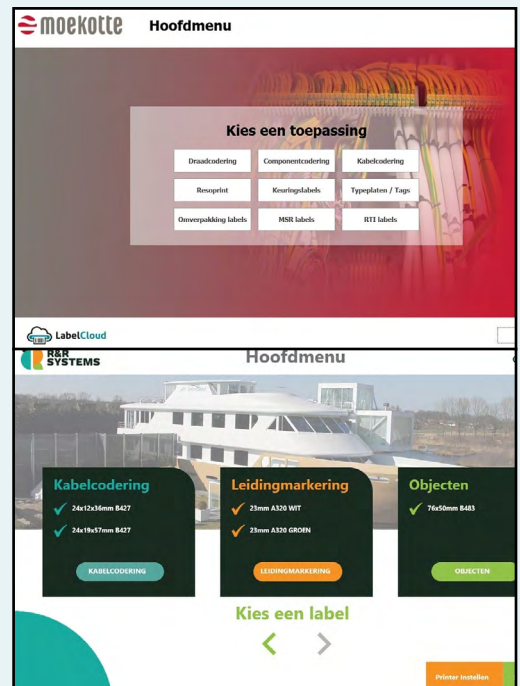 moekotte Hoofdmenu
Kies een toepassing
Draadcodering Componentcodering Kabelcodering
Resoprint Keuringslabels Typeplaten / Tags
Omverpakking labels MSR labels RTI labels
LabelCloud
R&R
SYSTEMS
Hoofdmenu
Kabelcodering
24x12x36mm B427
24x19x57mm B427
KABELCODERING
Leidingmarkering
23mm A320 WIT
23mm A320 GROEN
LEIDINGMARKERING
Objecten
76x50mm B483
OBJECTEN
Kies een label
Printer Instellen